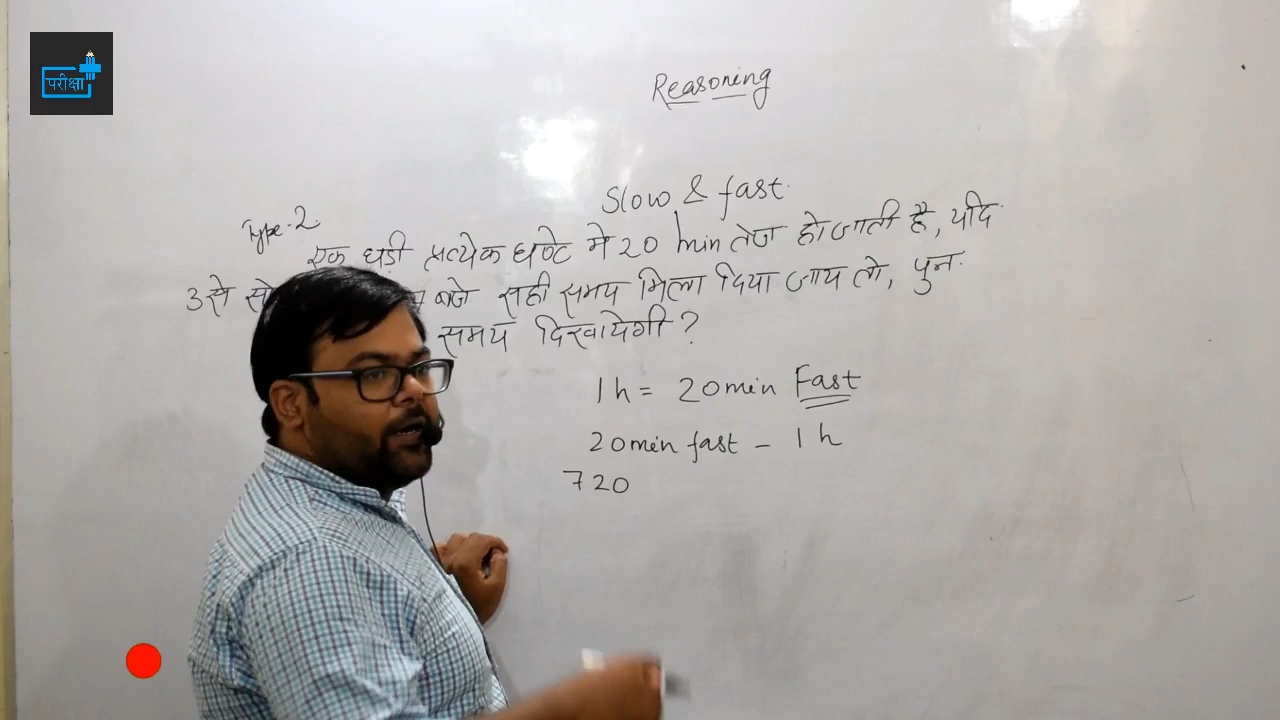 परीक्षा
Reasoning
Slow & fast
Type-2
एक घड़ी प्रत्येक घण्टे मे 20 min तेज हो जाती है, यदि
उसे बजे सही समय मिला दिया जाय तो, पुन:
समय दिखायेगी ?
1h = 20min Fast
20min fast - 1h
720